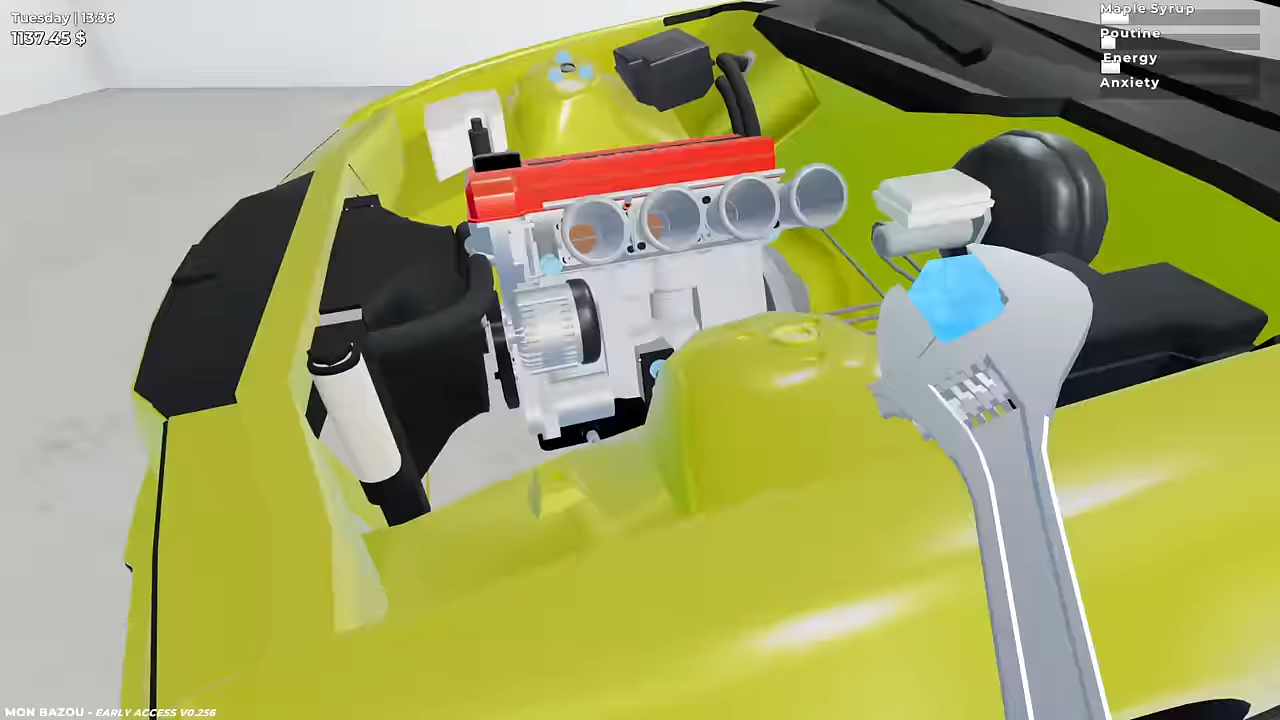 Tuesday | 13:36
1137.45 $
Maple Syrup
Poutine
Energy
Anxiety
MON BAZOU - EARLY ACCESS V0.256